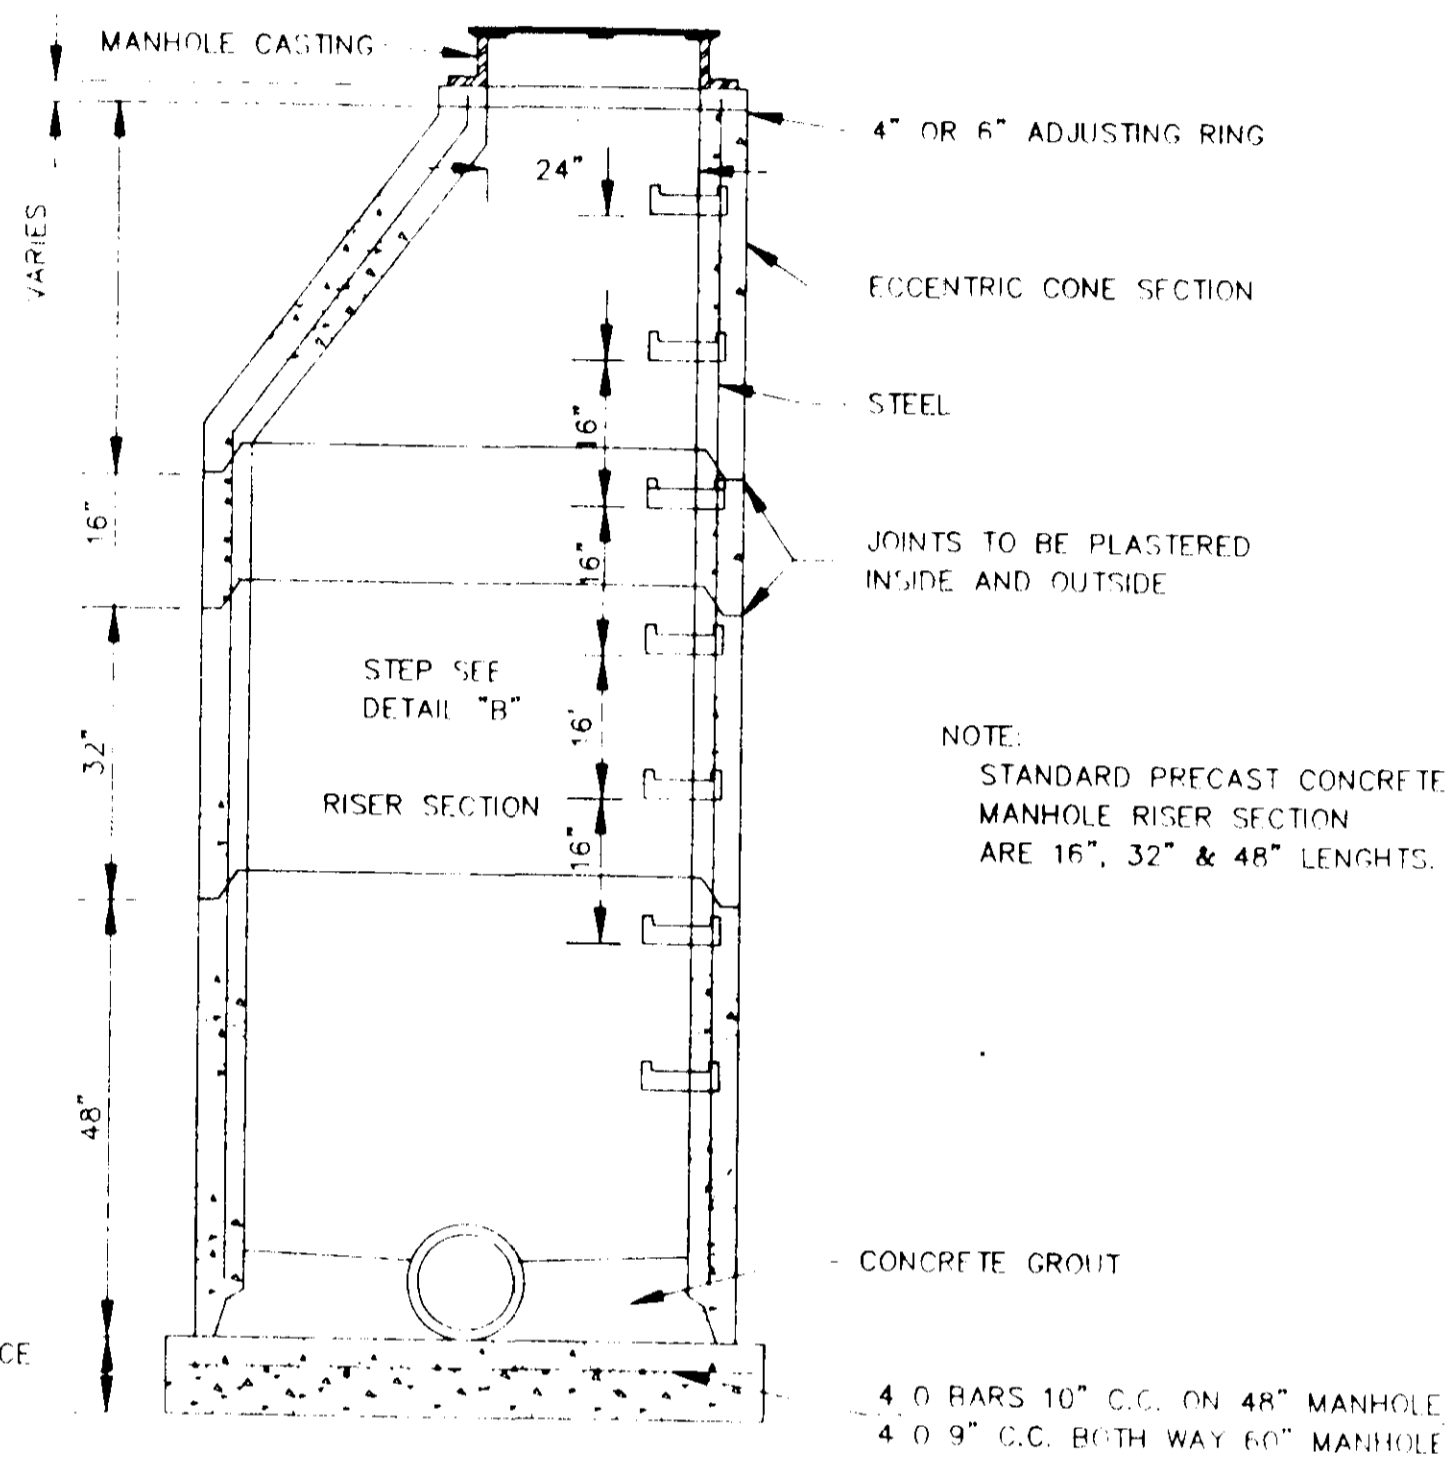 MANHOLE CASTING
4" OR 6" ADJUSTING RING
24"
VARIES
ECCENTRIC CONE SECTION
STEEL
16"
16"
JOINTS TO BE PLASTERED
INSIDE AND OUTSIDE
16"
STEP SEE
DETAIL "B"
32"
16'
NOTE:
STANDARD PRECAST CONCRETE
MANHOLE RISER SECTION
ARE 16", 32" & 48" LENGHTS.
RISER SECTION
16"
48"
CONCRETE GROUT
CE
4 O BARS 10" C.C. ON 48" MANHOLE
4 O 9" C.C. BOTH WAY 60" MANHOLE